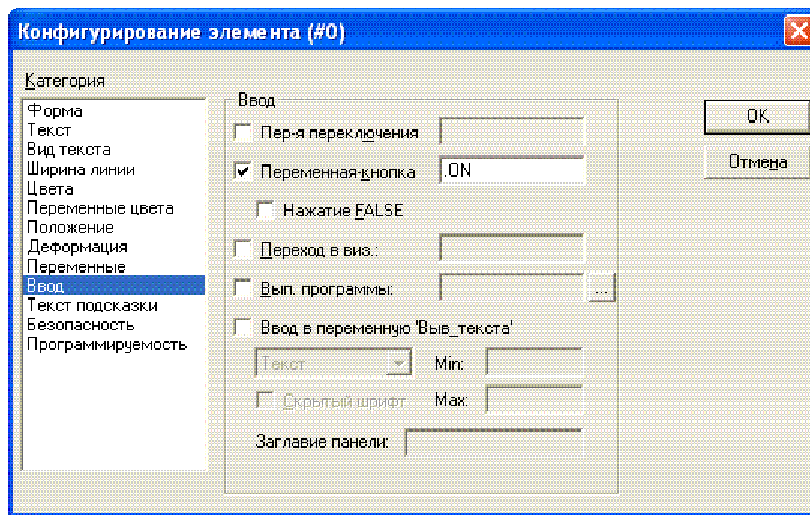 Конфигурирование элемента (#0)
Категория
Форма
Текст
Вид текста
Ширина линии
Цвета
Переменные цвета
Положение
Деформация
Переменные
Ввод
Текст подсказки
Безопасность
Программируемость
Ввод
Пер-я переключения
Переменная-кнопка .ON
Нажатие FALSE
Переход в виз.:
Вып. программы: ...
Ввод в переменную 'Выв_текста'
Текст Min:
Скрытый шрифт Max:
Заглавие панели:
OK
Отмена